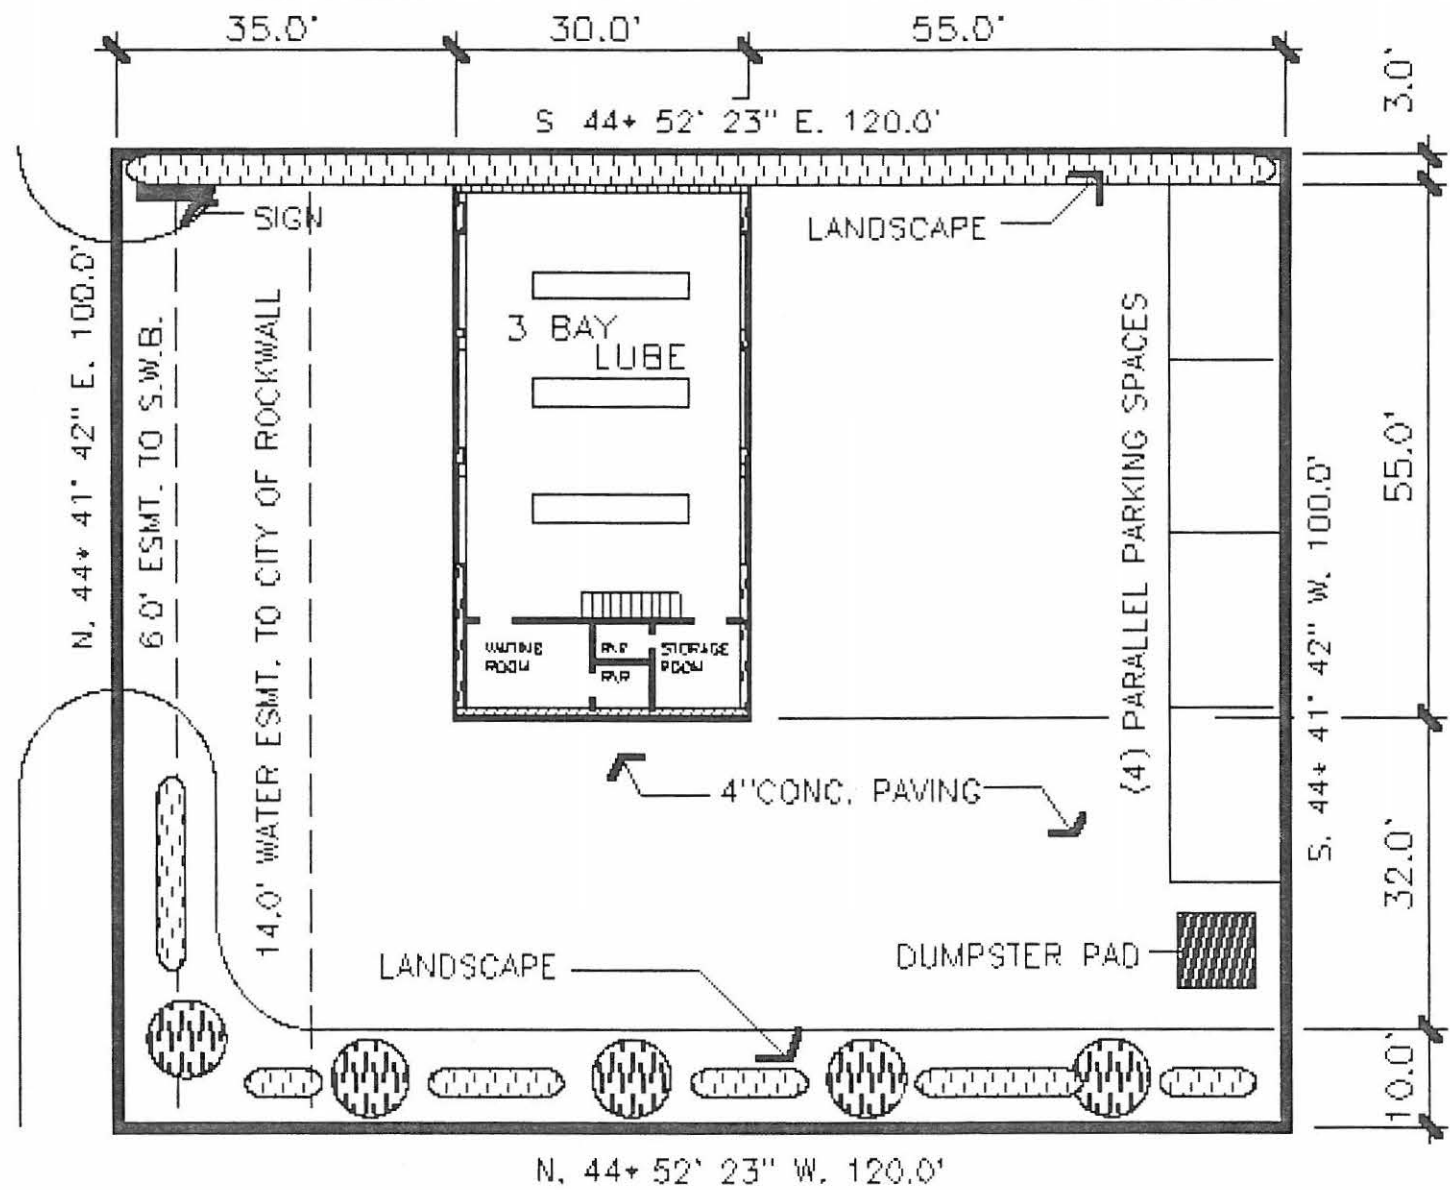 35.0'
30.0'
55.0'
3.0'
S 44* 52' 23" E. 120.0'
SIGN
LANDSCAPE
N. 44* 41' 42" E. 100.0'
6.0' ESMT. TO S.W.B.
14.0' WATER ESMT. TO CITY OF ROCKWALL
3 BAY
LUBE
(4) PARALLEL PARKING SPACES
55.0'
S. 44* 41' 42" W. 100.0'
WAITING
ROOM
STORAGE
ROOM
4"CONC. PAVING
32.0'
LANDSCAPE
DUMPSTER PAD
10.0'
N. 44* 52' 23" W. 120.0'